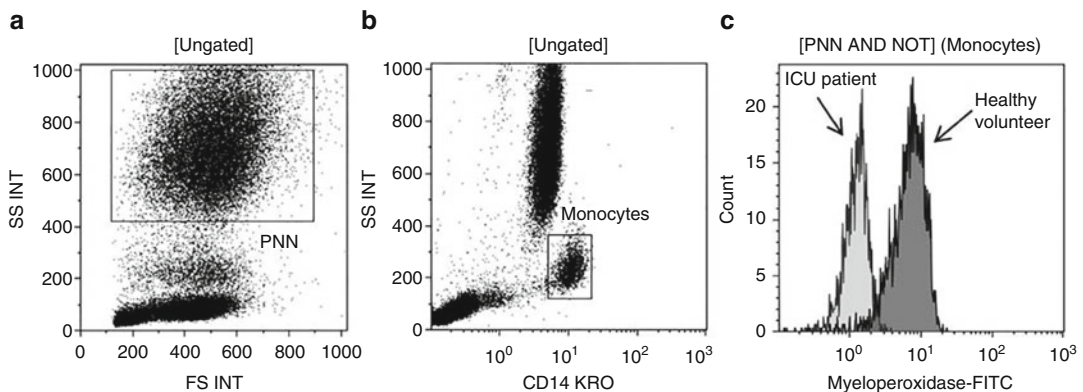 a
[Ungated]
1000
800
600
400
200
0
SS INT
PNN
0 200 400 600 800 1000
FS INT
b
[Ungated]
1000
800
600
400
200
0
SS INT
Monocytes
10⁰ 10¹ 10² 10³
CD14 KRO
c
[PNN AND NOT] (Monocytes)
ICU patient
Healthy
volunteer
20
15
10
5
0
Count
10⁰ 10¹ 10² 10³
Myeloperoxidase-FITC